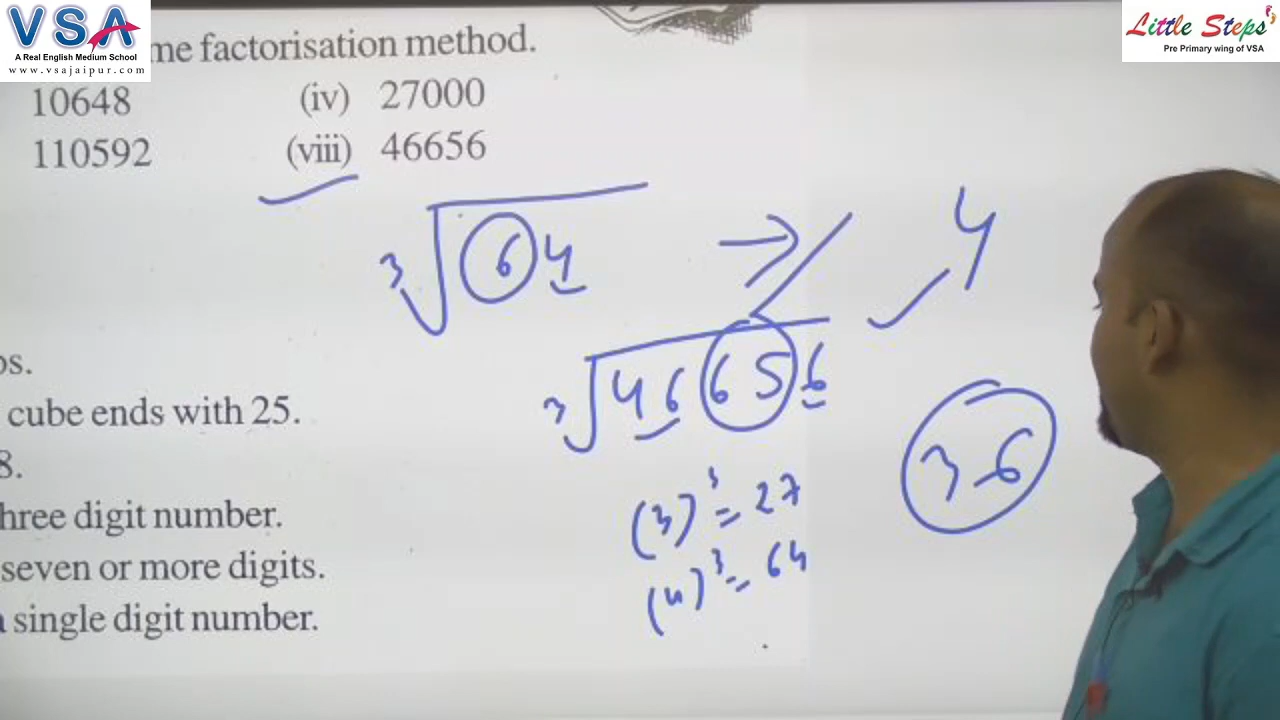 VSA
A Real English Medium School
www.vsajaipur.com
Little Steps
Pre Primary wing of VSA
me factorisation method.
10648 (iv) 27000
110592 (viii) 46656
3√64 → 4
3√46656
36
(3)³ = 27
(4)³ = 64
os.
cube ends with 25.
8.
hree digit number.
seven or more digits.
a single digit number.